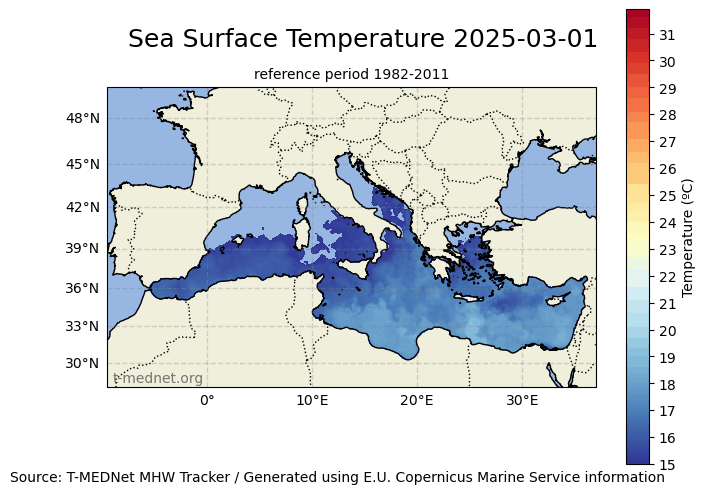 Sea Surface Temperature 2025-03-01
reference period 1982-2011
48°N
45°N
42°N
39°N
36°N
33°N
30°N
t-mednet.org
0°
10°E
20°E
30°E
31
30
29
28
27
26
25
24
23
22
21
20
19
18
17
16
15
Temperature (ºC)
Source: T-MEDNet MHW Tracker / Generated using E.U. Copernicus Marine Service information